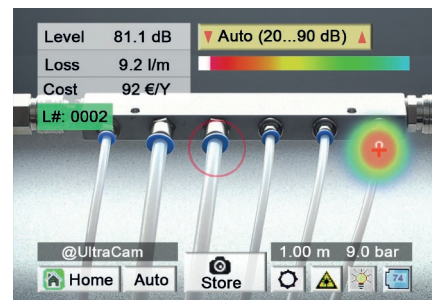 Level 81.1 dB
Auto (20...90 dB)
Loss 9.2 l/m
Cost 92 €/Y
L#: 0002
@UltraCam
1.00 m 9.0 bar
Home
Auto
Store
74